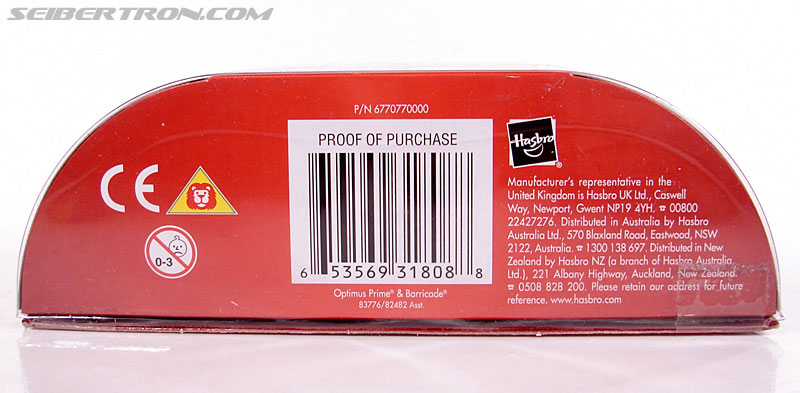 SEIBERTRON.COM
P/N 6770770000
PROOF OF PURCHASE
6 53569 31808 8
Optimus Prime® & Barricade®
83776/82482 Asst.
CE
0-3
Hasbro
®
Manufacturer's representative in the
United Kingdom is Hasbro UK Ltd., Caswell
Way, Newport, Gwent NP19 4YH. ☎ 00800
22427276. Distributed in Australia by Hasbro
Australia Ltd., 570 Blaxland Road, Eastwood, NSW
2122, Australia. ☎ 1300 138 697. Distributed in New
Zealand by Hasbro NZ (a branch of Hasbro Australia
Ltd.), 221 Albany Highway, Auckland, New Zealand.
☎ 0508 828 200. Please retain our address for future
reference. www.hasbro.com